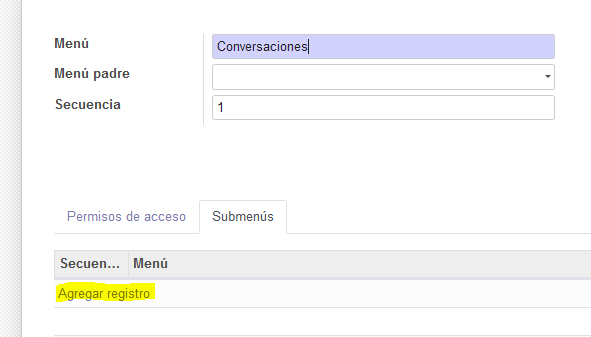 Menú Conversaciones
Menú padre
Secuencia 1
Permisos de acceso Submenús
Secuen... Menú
Agregar registro